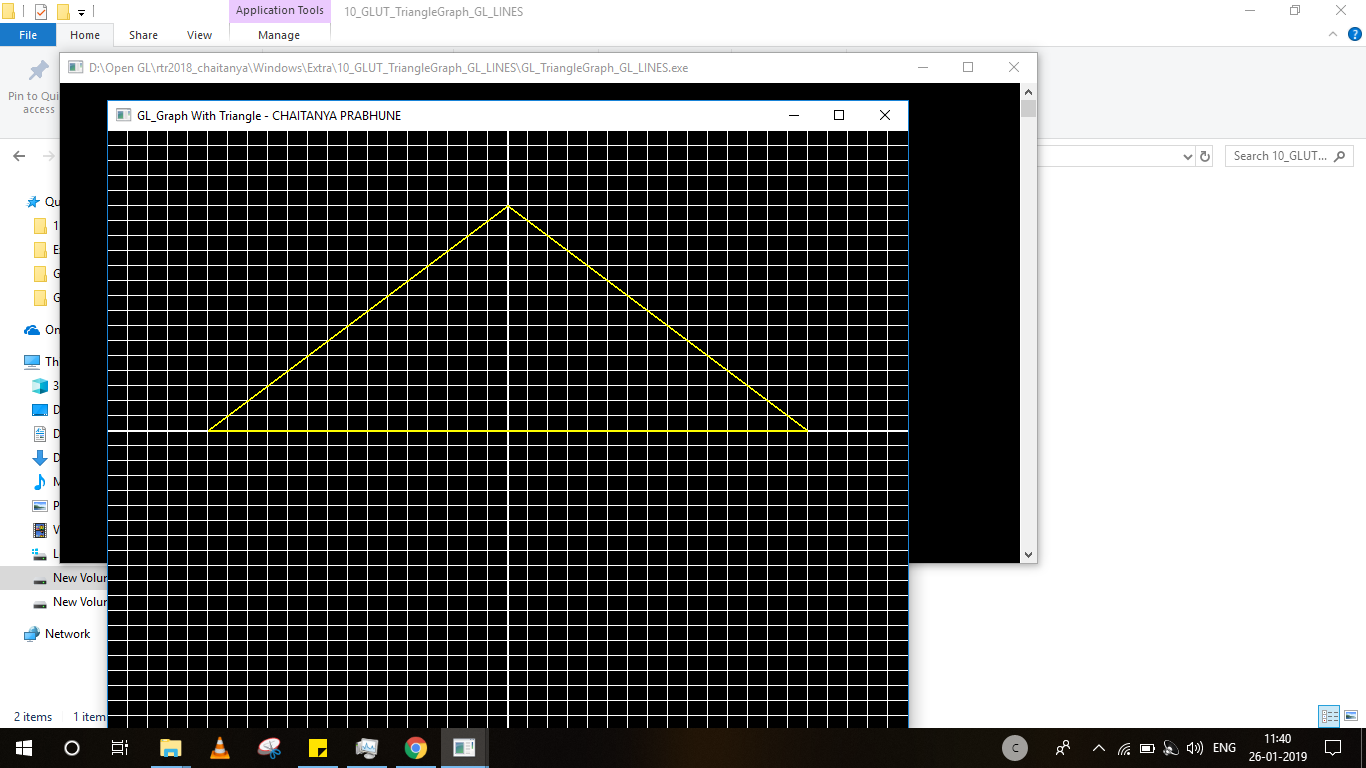 Application Tools
10_GLUT_TriangleGraph_GL_LINES
File
Home
Share
View
Manage
D:\Open GL\rtr2018_chaitanya\Windows\Extra\10_GLUT_TriangleGraph_GL_LINES\GL_TriangleGraph_GL_LINES.exe
Pin to Qui
access
GL_Graph With Triangle - CHAITANYA PRABHUNE
Search 10_GLUT...
Qu
1
E
G
G
On
Th
3
D
D
D
M
P
V
L
New Volur
New Volur
Network
2 items
1 item
C
ENG
11:40
26-01-2019